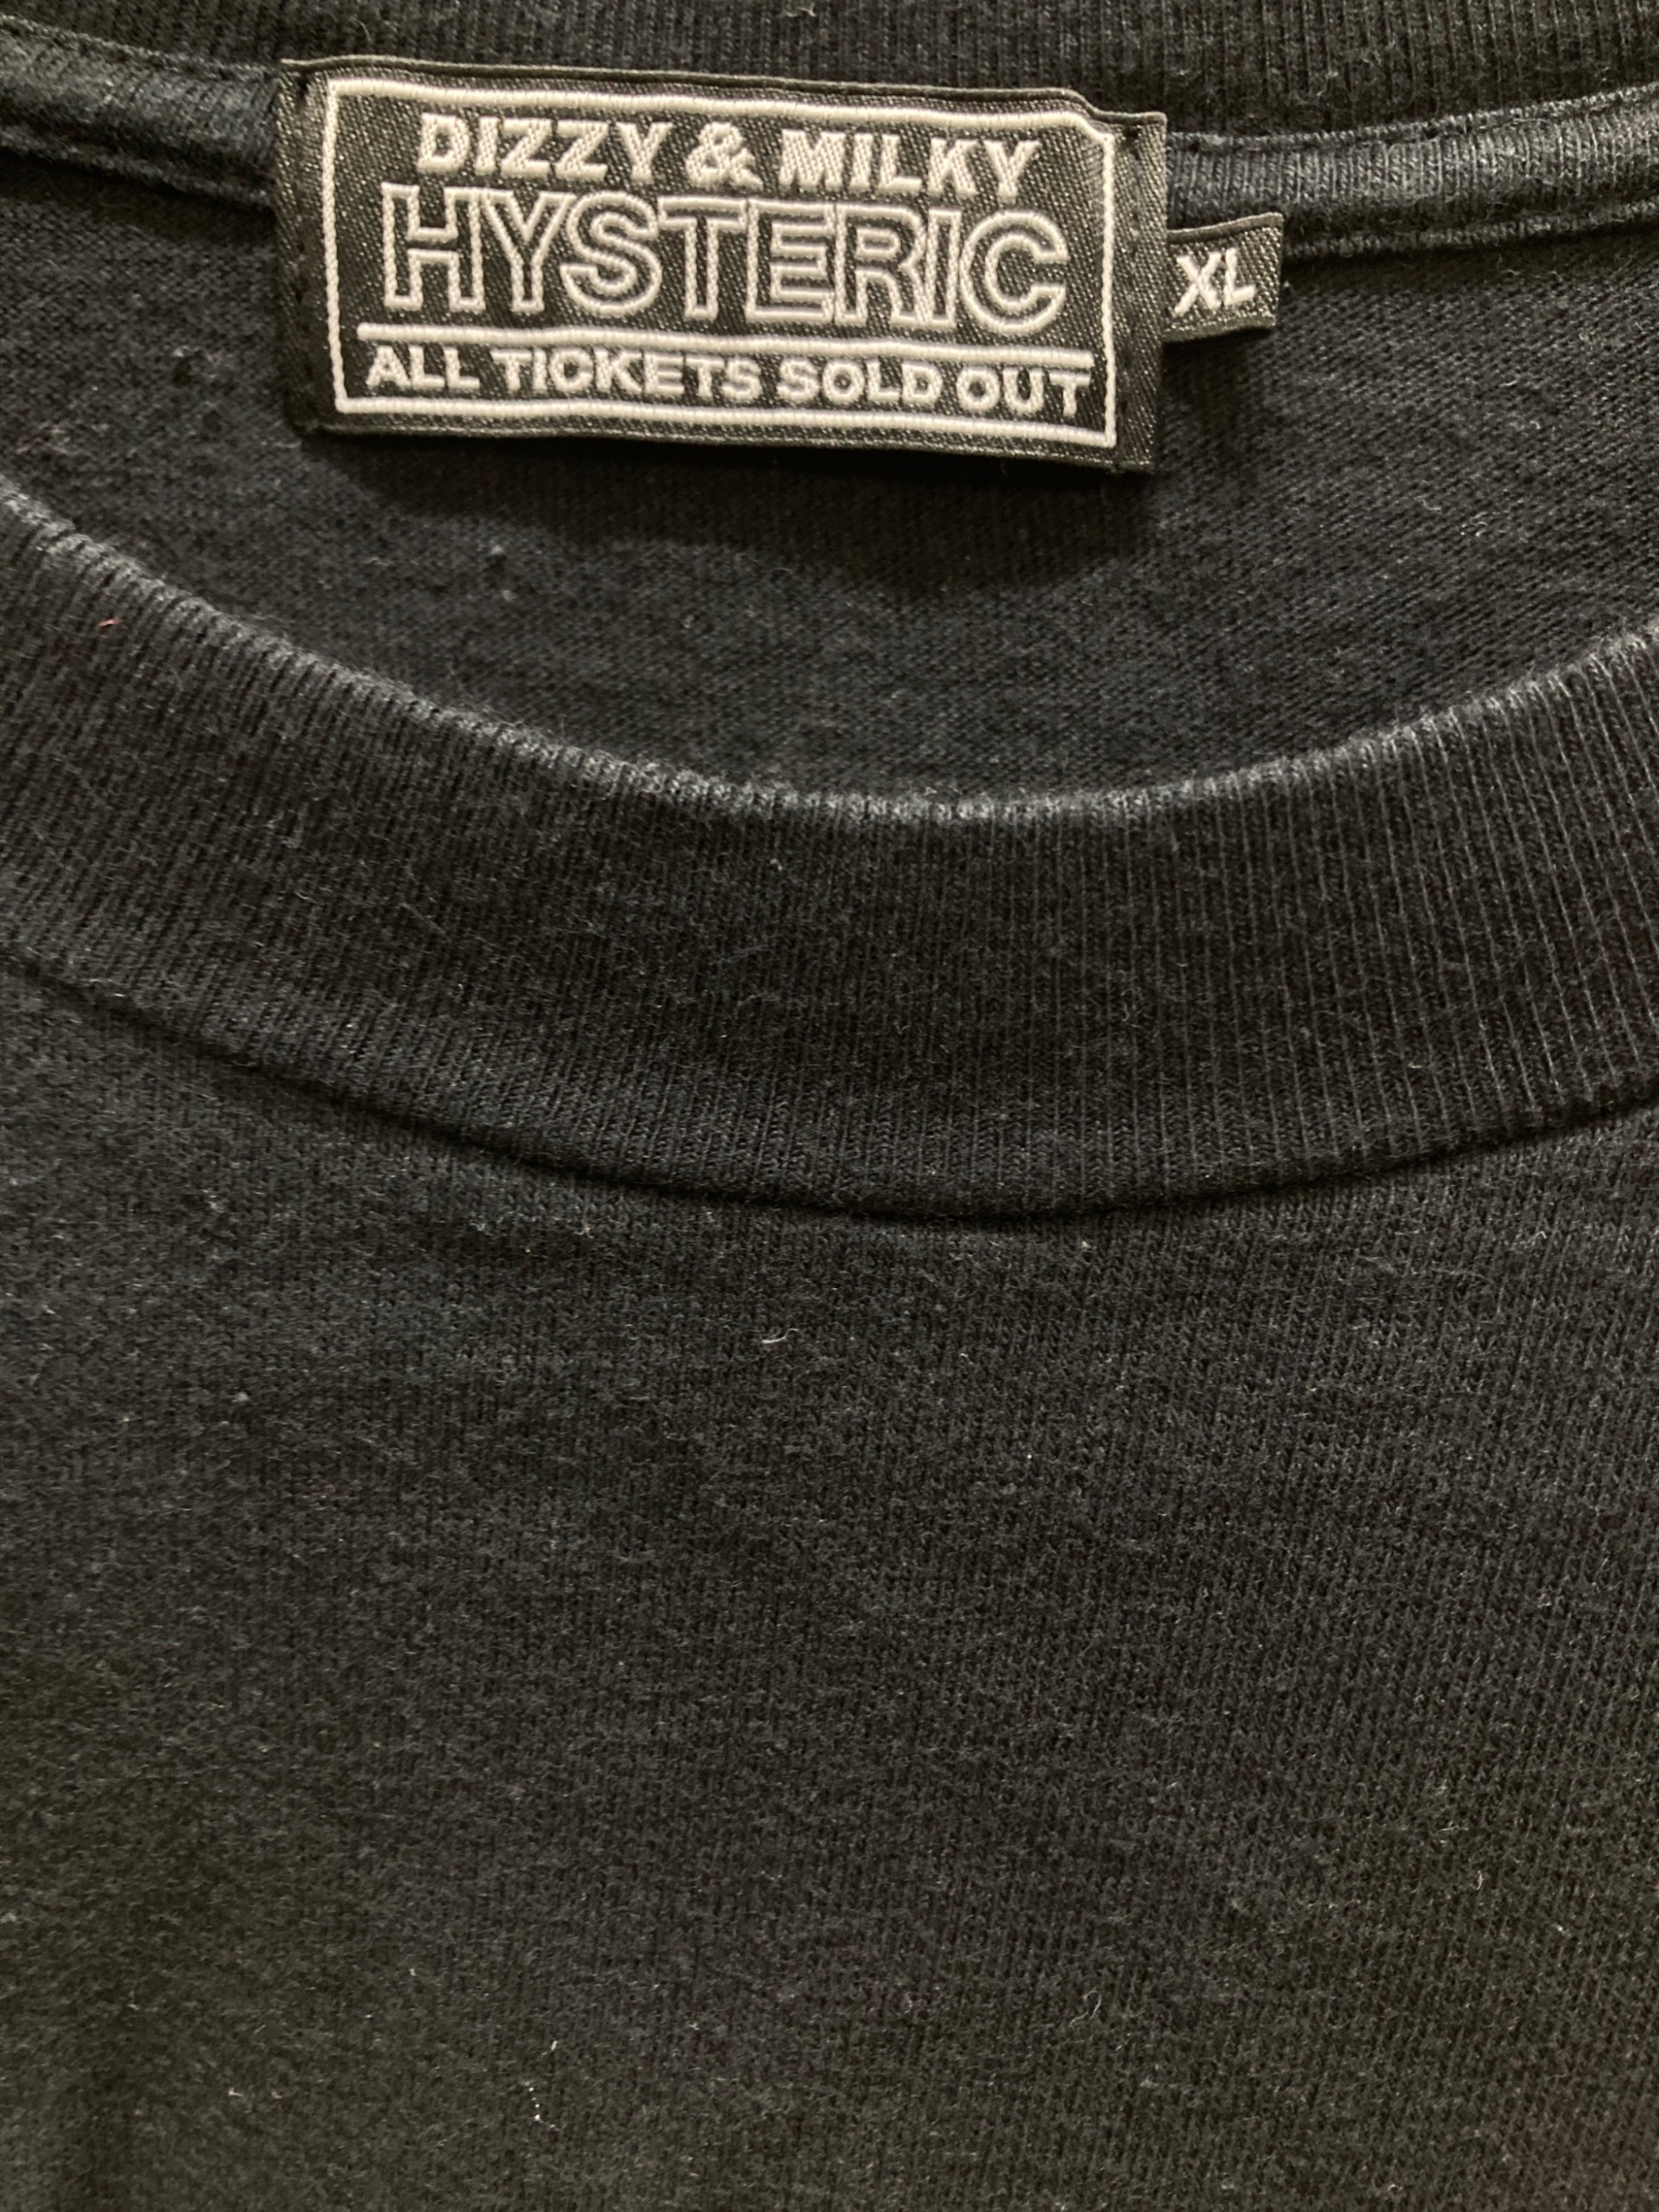 DIZZY & MILKY
HYSTERIC
ALL TICKETS SOLD OUT
XL